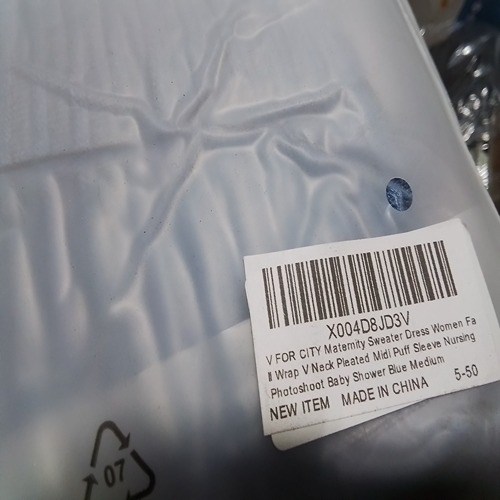 X004D8JD3V
V FOR CITY Maternity Sweater Dress Women Fa
ll Wrap V Neck Pleated Midi Puff Sleeve Nursing
Photoshoot Baby Shower Blue Medium
NEW ITEM MADE IN CHINA 5-50
07